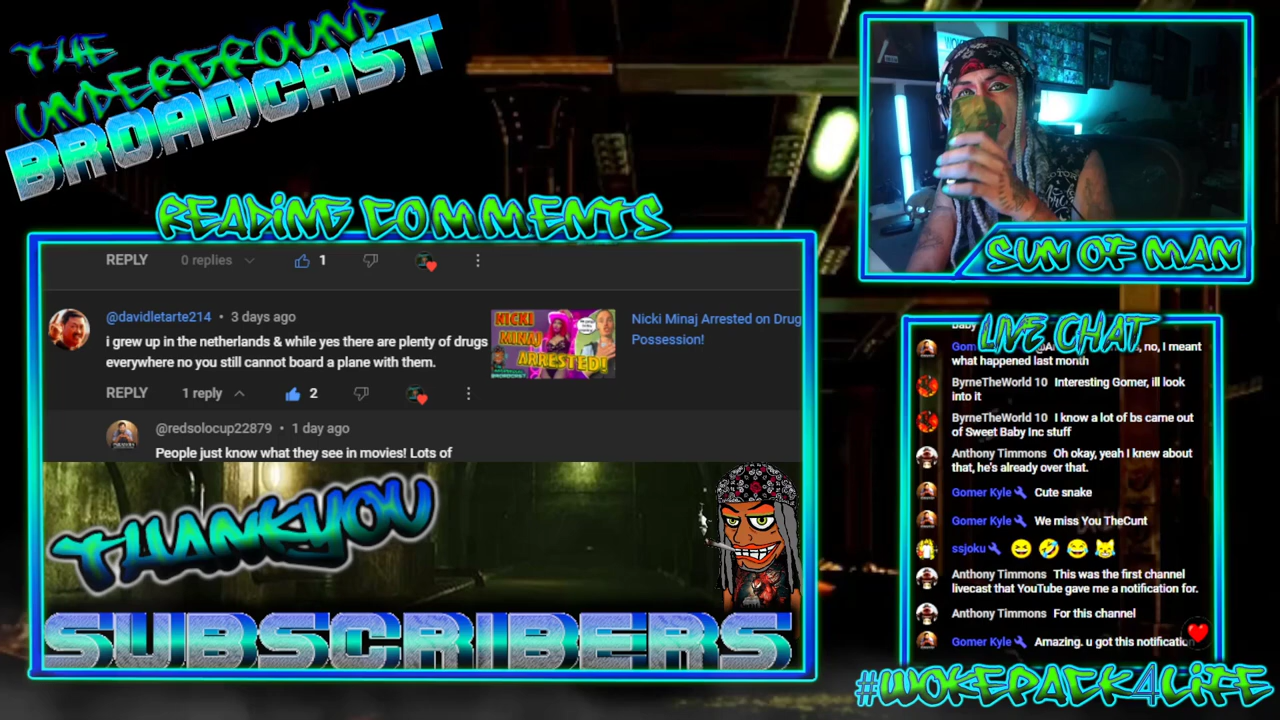 THE
UNDERGROUND
BROADCAST
READING COMMENTS
REPLY 0 replies 1
@davidletarte214 • 3 days ago
i grew up in the netherlands & while yes there are plenty of drugs
everywhere no you still cannot board a plane with them.
NICKI
MINAJ
ARRESTED!
Nicki Minaj Arrested on Drug
Possession!
REPLY 1 reply 2
@redsolocup22879 • 1 day ago
People just know what they see in movies! Lots of
THANKYOU
SUBSCRIBERS
SUN OF MAN
LIVE CHAT
baby
Gom no, I meant
what happened last month
ByrneTheWorld 10 Interesting Gomer, ill look
into it
ByrneTheWorld 10 I know a lot of bs came out
of Sweet Baby Inc stuff
Anthony Timmons Oh okay, yeah I knew about
that, he's already over that.
Gomer Kyle Cute snake
Gomer Kyle We miss You TheCunt
ssjoku 😆 🤣 😂 😹
Anthony Timmons This was the first channel
livecast that YouTube gave me a notification for.
Anthony Timmons For this channel
Gomer Kyle Amazing. u got this notification
#WOKEPACK4LIFE